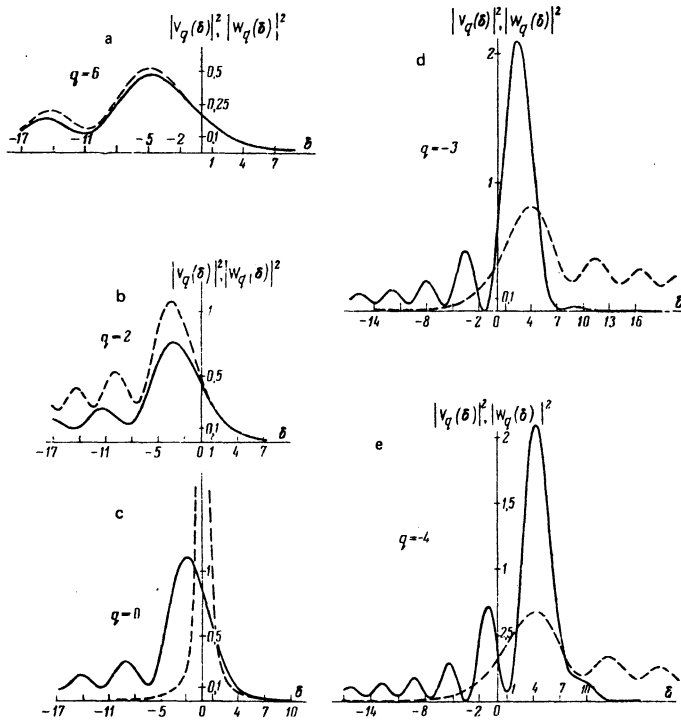 a
|V_q(δ)|², |W_q(δ)|²
q=6
0,5
0,25
0,1
-17 -11 -5 -2 1 4 7 δ
b
|V_q(δ)|², |W_q(δ)|²
q=2
1
0,5
0,1
-17 -11 -5 0 1 4 7 δ
c
q=0
1
0,5
0,1
-17 -11 -5 0 1 4 7 10 δ
d
|V_q(δ)|², |W_q(δ)|²
q=-3
2
1
0,1
-14 -8 -2 0 4 7 10 13 16 δ
e
|V_q(δ)|², |W_q(δ)|²
q=-4
2
1,5
1
2,5
-14 -8 -2 0 1 4 7 10 δ